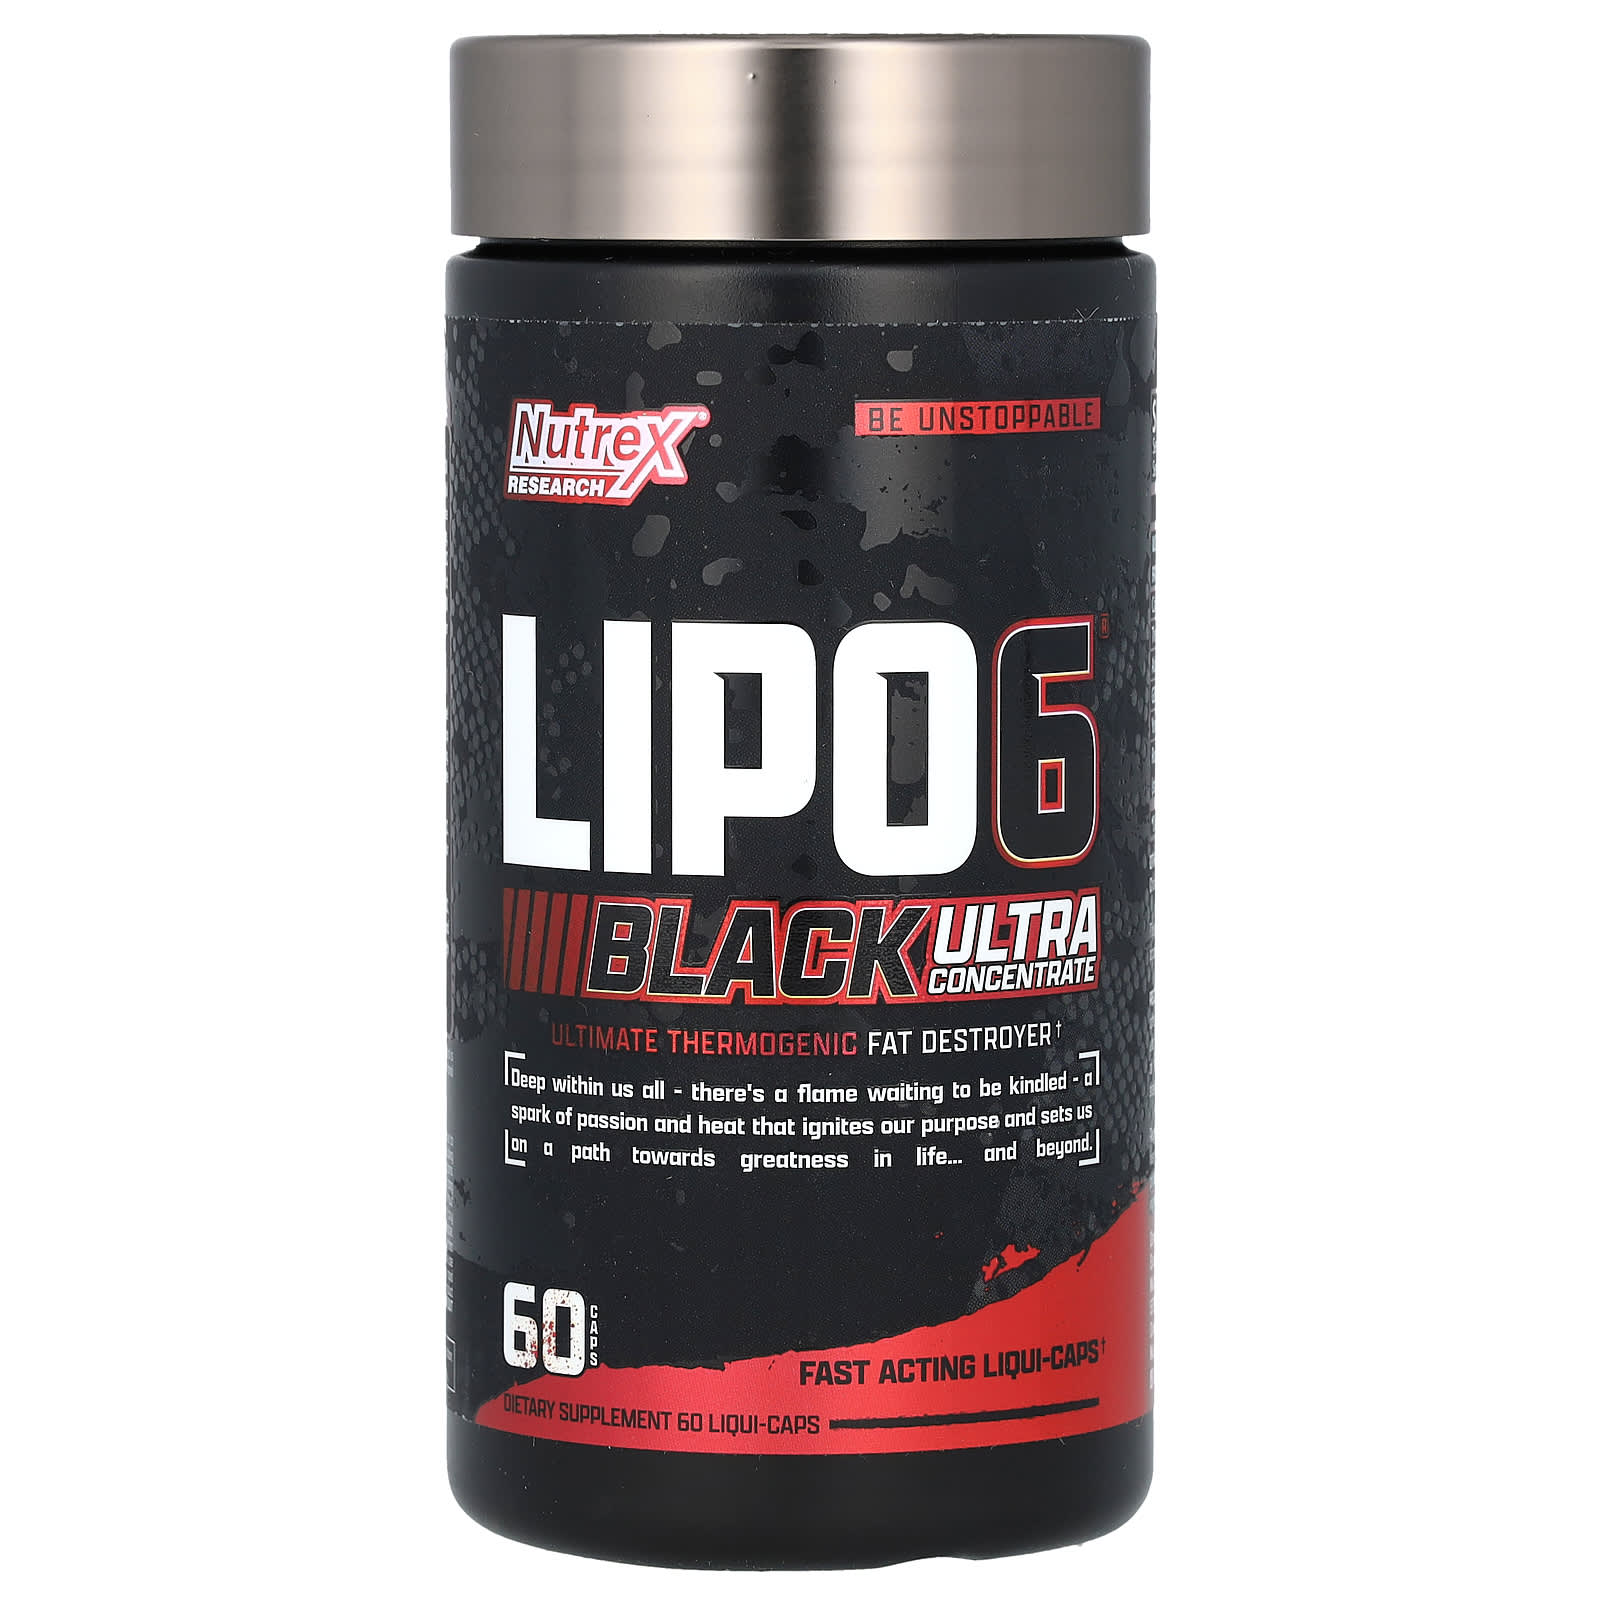 Nutrex®
RESEARCH
BE UNSTOPPABLE
LIPO6®
BLACK ULTRA
CONCENTRATE
ULTIMATE THERMOGENIC FAT DESTROYER†
Deep within us all - there's a flame waiting to be kindled - a
spark of passion and heat that ignites our purpose and sets us
on a path towards greatness in life... and beyond.
60 CAPS
FAST ACTING LIQUI-CAPS†
DIETARY SUPPLEMENT 60 LIQUI-CAPS